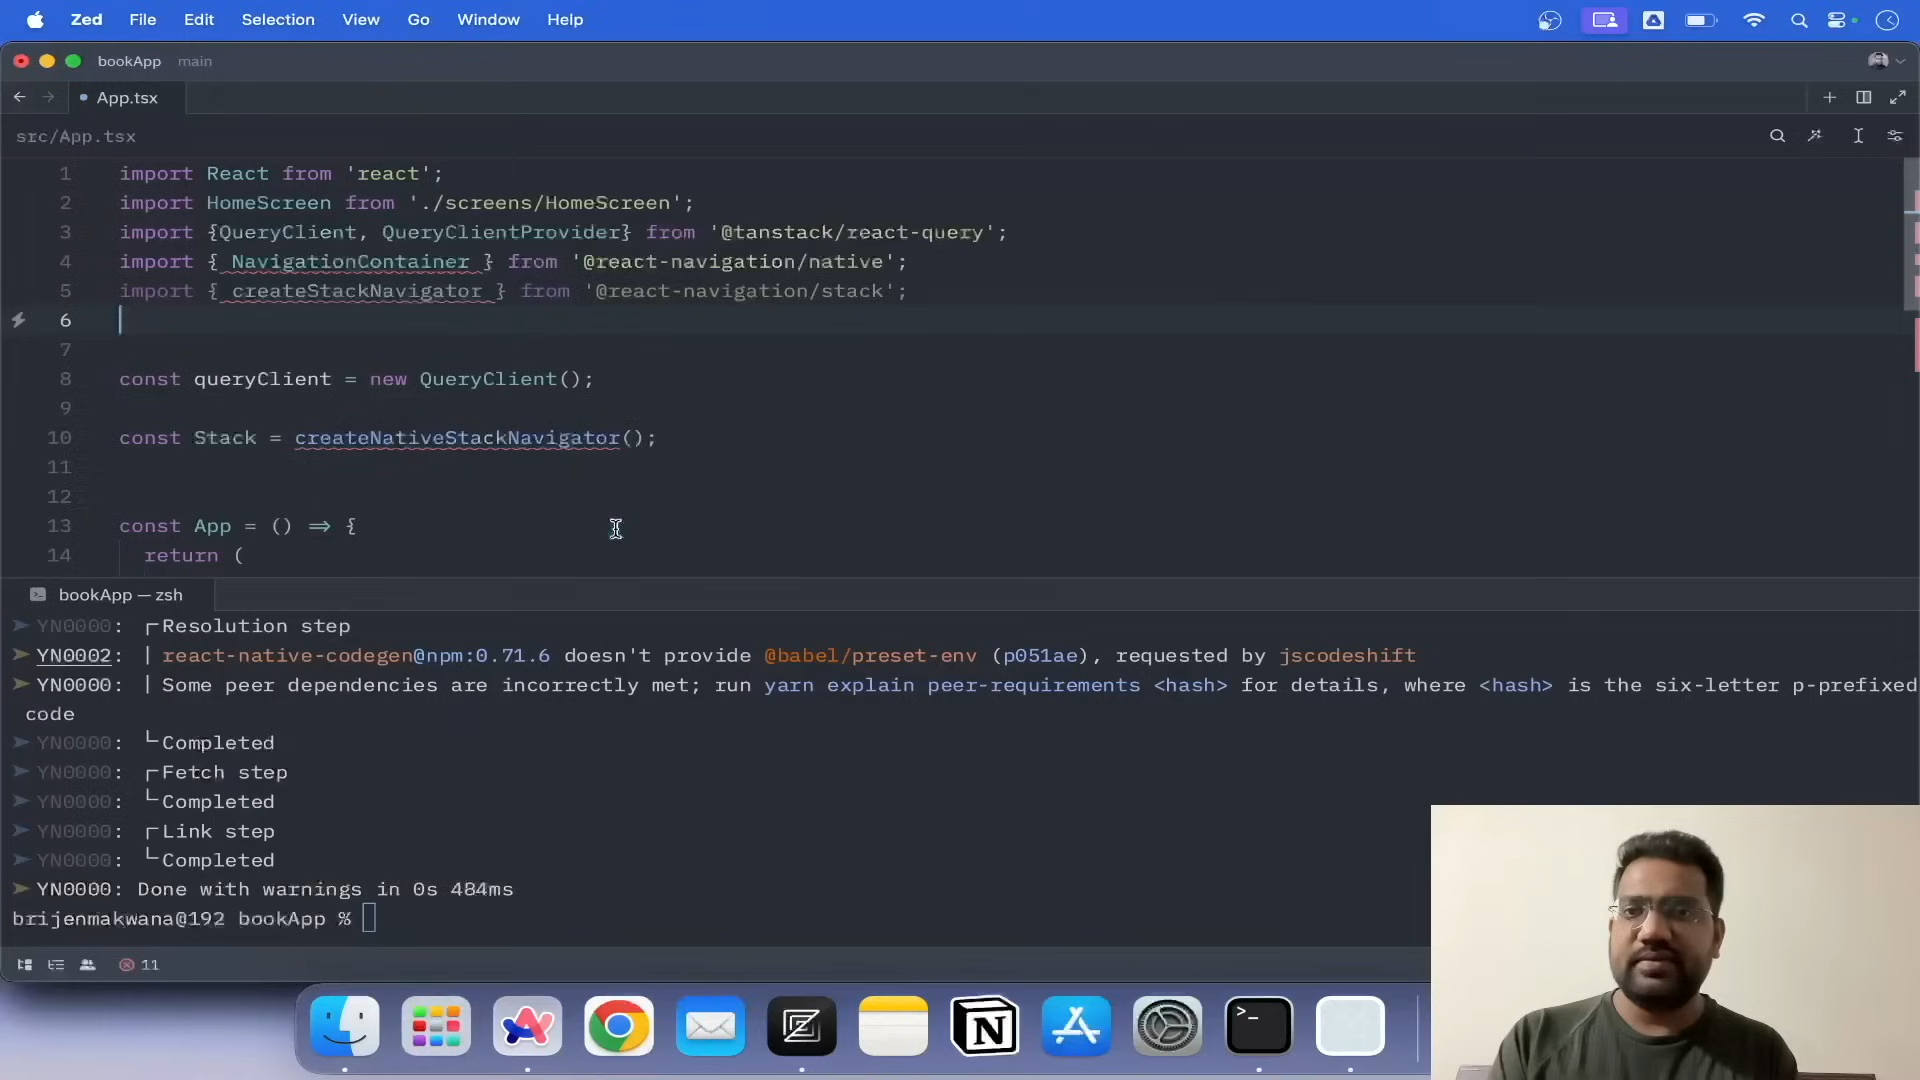 Zed File Edit Selection View Go Window Help
bookApp main
App.tsx
src/App.tsx
1 import React from 'react';
2 import HomeScreen from './screens/HomeScreen';
3 import {QueryClient, QueryClientProvider} from '@tanstack/react-query';
4 import { NavigationContainer } from '@react-navigation/native';
5 import { createStackNavigator } from '@react-navigation/stack';
6
7
8 const queryClient = new QueryClient();
9
10 const Stack = createNativeStackNavigator();
11
12
13 const App = () ⇒ {
14 return (
bookApp — zsh
➤ YN0000: ┌ Resolution step
➤ YN0002: │ react-native-codegen@npm:0.71.6 doesn't provide @babel/preset-env (p051ae), requested by jscodeshift
➤ YN0000: │ Some peer dependencies are incorrectly met; run yarn explain peer-requirements <hash> for details, where <hash> is the six-letter p-prefixed
code
➤ YN0000: └ Completed
➤ YN0000: ┌ Fetch step
➤ YN0000: └ Completed
➤ YN0000: ┌ Link step
➤ YN0000: └ Completed
➤ YN0000: Done with warnings in 0s 484ms
brijenmakwana@192 bookApp %
11